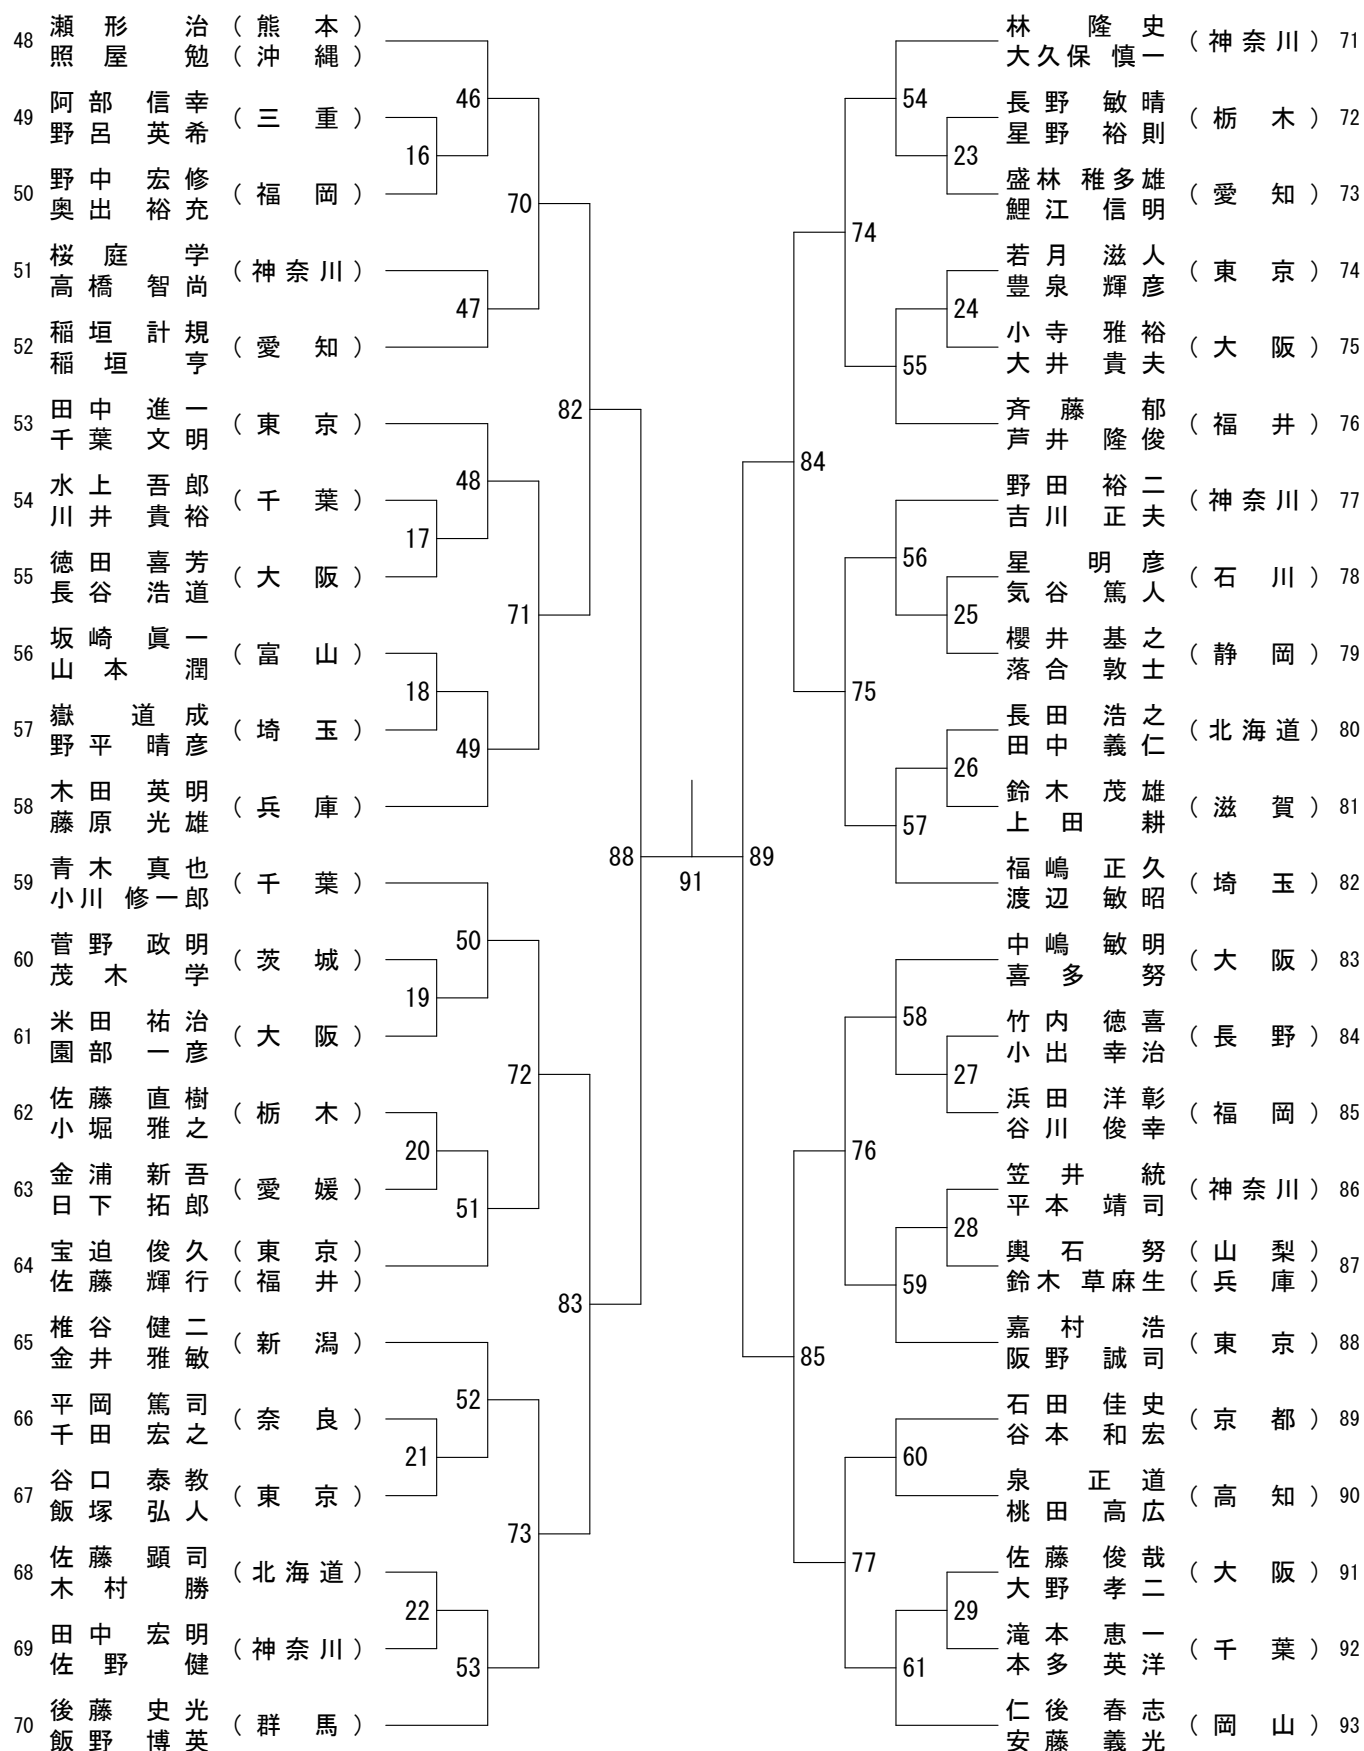 48 瀬形 治 (熊本)
照屋 勉 (沖縄)
46
49 阿部 信幸 (三重)
野呂 英希
16
50 野中 宏修 (福岡)
奥出 裕充
70
51 桜庭 学 (神奈川)
高橋 智尚
47
52 稲垣 計規 (愛知)
稲垣 亨
82
53 田中 進一 (東京)
千葉 文明
48
54 水上 吾郎 (千葉)
川井 貴裕
17
55 徳田 喜芳 (大阪)
長谷 浩道
71
56 坂崎 眞一 (富山)
山本 潤
18
57 嶽 道成 (埼玉)
野平 晴彦
49
58 木田 英明 (兵庫)
藤原 光雄
88
59 青木 真也 (千葉)
小川 修一郎
50
60 菅野 政明 (茨城)
茂木 学
19
61 米田 祐治 (大阪)
園部 一彦
72
62 佐藤 直樹 (栃木)
小堀 雅之
20
63 金浦 新吾 (愛媛)
日下 拓郎
51
64 宝迫 俊久 (東京)
佐藤 輝行 (福井)
83
65 椎谷 健二 (新潟)
金井 雅敏
52
66 平岡 篤司 (奈良)
千田 宏之
21
67 谷口 泰教 (東京)
飯塚 弘人
73
68 佐藤 顕司 (北海道)
木村 勝
22
69 田中 宏明 (神奈川)
佐野 健
53
70 後藤 史光 (群馬)
飯野 博英
91
林 隆史 (神奈川) 71
大久保 慎一
54
長野 敏晴 (栃木) 72
星野 裕則
23
盛林 稚多雄 (愛知) 73
鯉江 信明
74
若月 滋人 (東京) 74
豊泉 輝彦
24
小寺 雅裕 (大阪) 75
大井 貴夫
55
斉藤 郁 (福井) 76
芦井 隆俊
84
野田 裕二 (神奈川) 77
吉川 正夫
56
星 明彦 (石川) 78
気谷 篤人
25
櫻井 基之 (静岡) 79
落合 敦士
75
長田 浩之 (北海道) 80
田中 義仁
26
鈴木 茂雄 (滋賀) 81
上田 耕
57
福嶋 正久 (埼玉) 82
渡辺 敏昭
89
中嶋 敏明 (大阪) 83
喜多 努
58
竹内 徳喜 (長野) 84
小出 幸治
27
浜田 洋彰 (福岡) 85
谷川 俊幸
76
笠井 統 (神奈川) 86
平本 靖司
28
輿石 努 (山梨) 87
鈴木 草麻生 (兵庫)
59
嘉村 浩 (東京) 88
阪野 誠司
85
石田 佳史 (京都) 89
谷本 和宏
60
泉 正道 (高知) 90
桃田 高広
77
佐藤 俊哉 (大阪) 91
大野 孝二
29
滝本 恵一 (千葉) 92
本多 英洋
61
仁後 春志 (岡山) 93
安藤 義光